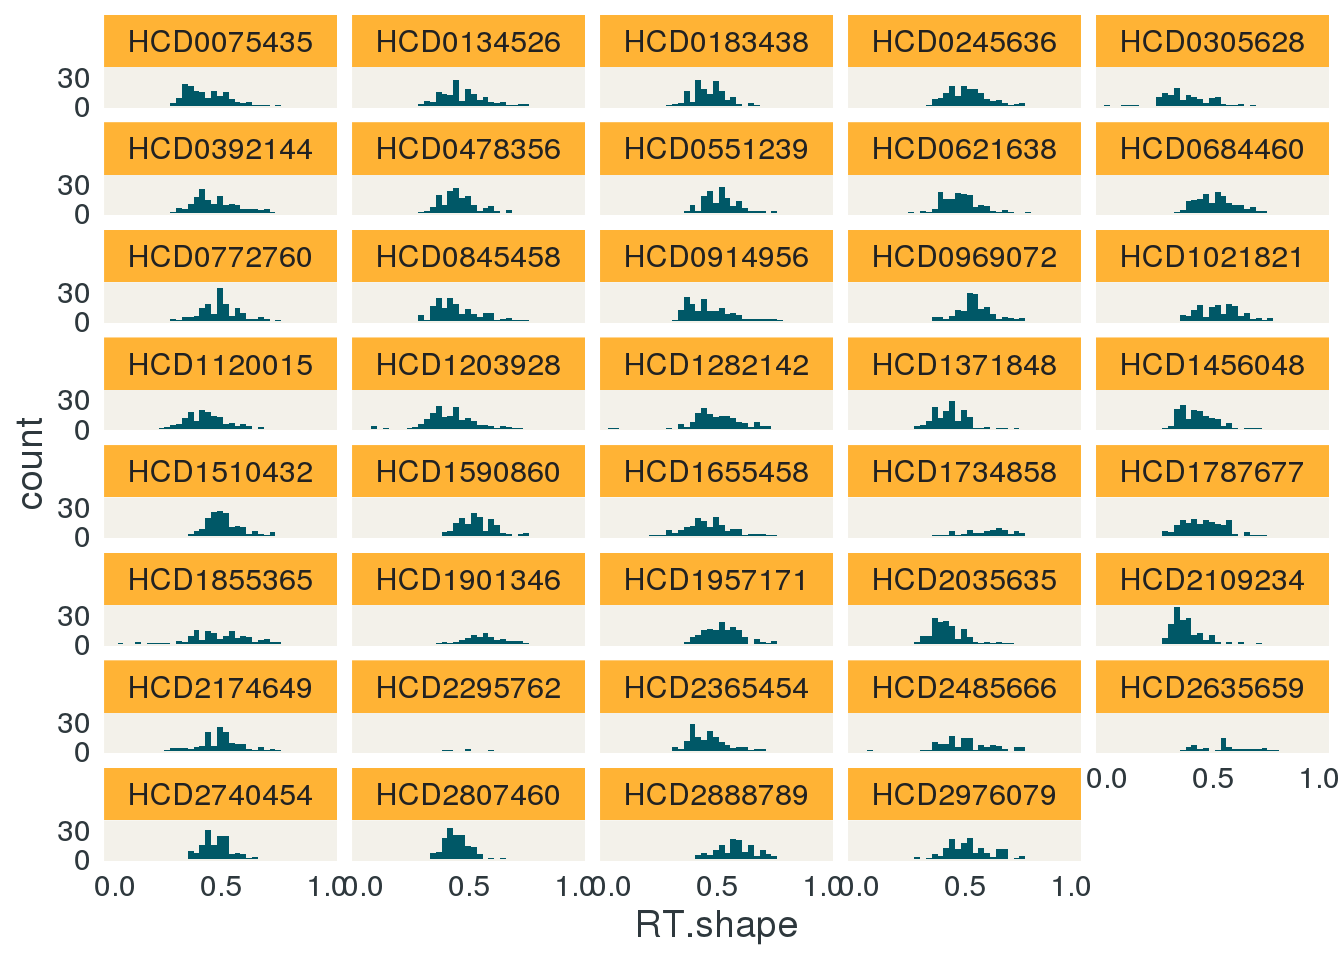 HCD0075435 HCD0134526 HCD0183438 HCD0245636 HCD0305628
30
0
HCD0392144 HCD0478356 HCD0551239 HCD0621638 HCD0684460
30
0
HCD0772760 HCD0845458 HCD0914956 HCD0969072 HCD1021821
30
0
HCD1120015 HCD1203928 HCD1282142 HCD1371848 HCD1456048
30
0
count
HCD1510432 HCD1590860 HCD1655458 HCD1734858 HCD1787677
30
0
HCD1855365 HCD1901346 HCD1957171 HCD2035635 HCD2109234
30
0
HCD2174649 HCD2295762 HCD2365454 HCD2485666 HCD2635659
30
0
0.0 0.5 1.0
HCD2740454 HCD2807460 HCD2888789 HCD2976079
30
0
0.0 0.5 1.0 0.0 0.5 1.0 0.0 0.5 1.0 0.0 0.5 1.0
RT.shape